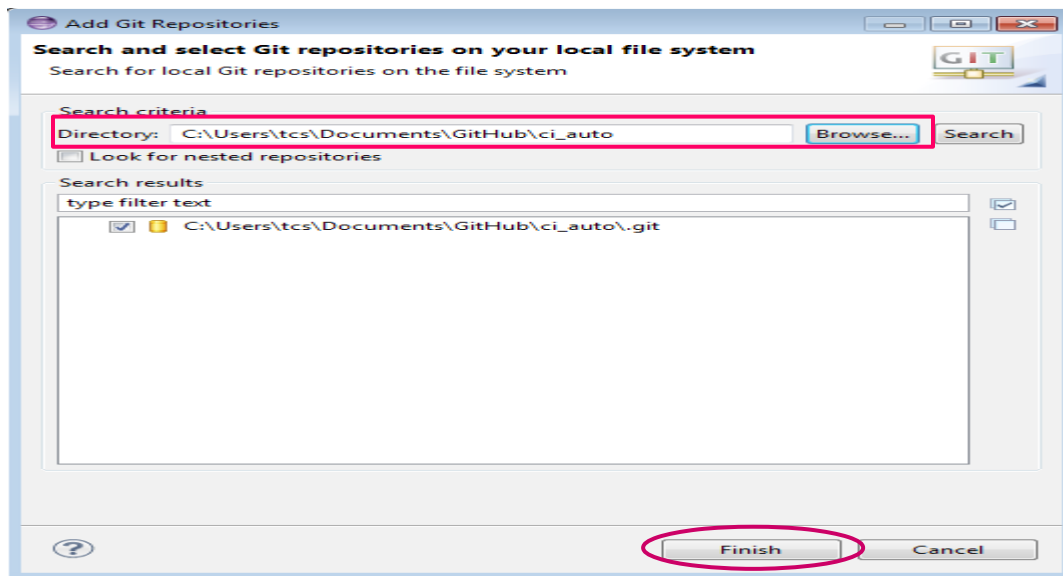 Add Git Repositories
Search and select Git repositories on your local file system
Search for local Git repositories on the file system
GIT
Search criteria
Directory: C:\Users\tcs\Documents\GitHub\ci_auto Browse... Search
Look for nested repositories
Search results
type filter text
C:\Users\tcs\Documents\GitHub\ci_auto\.git
? Finish Cancel